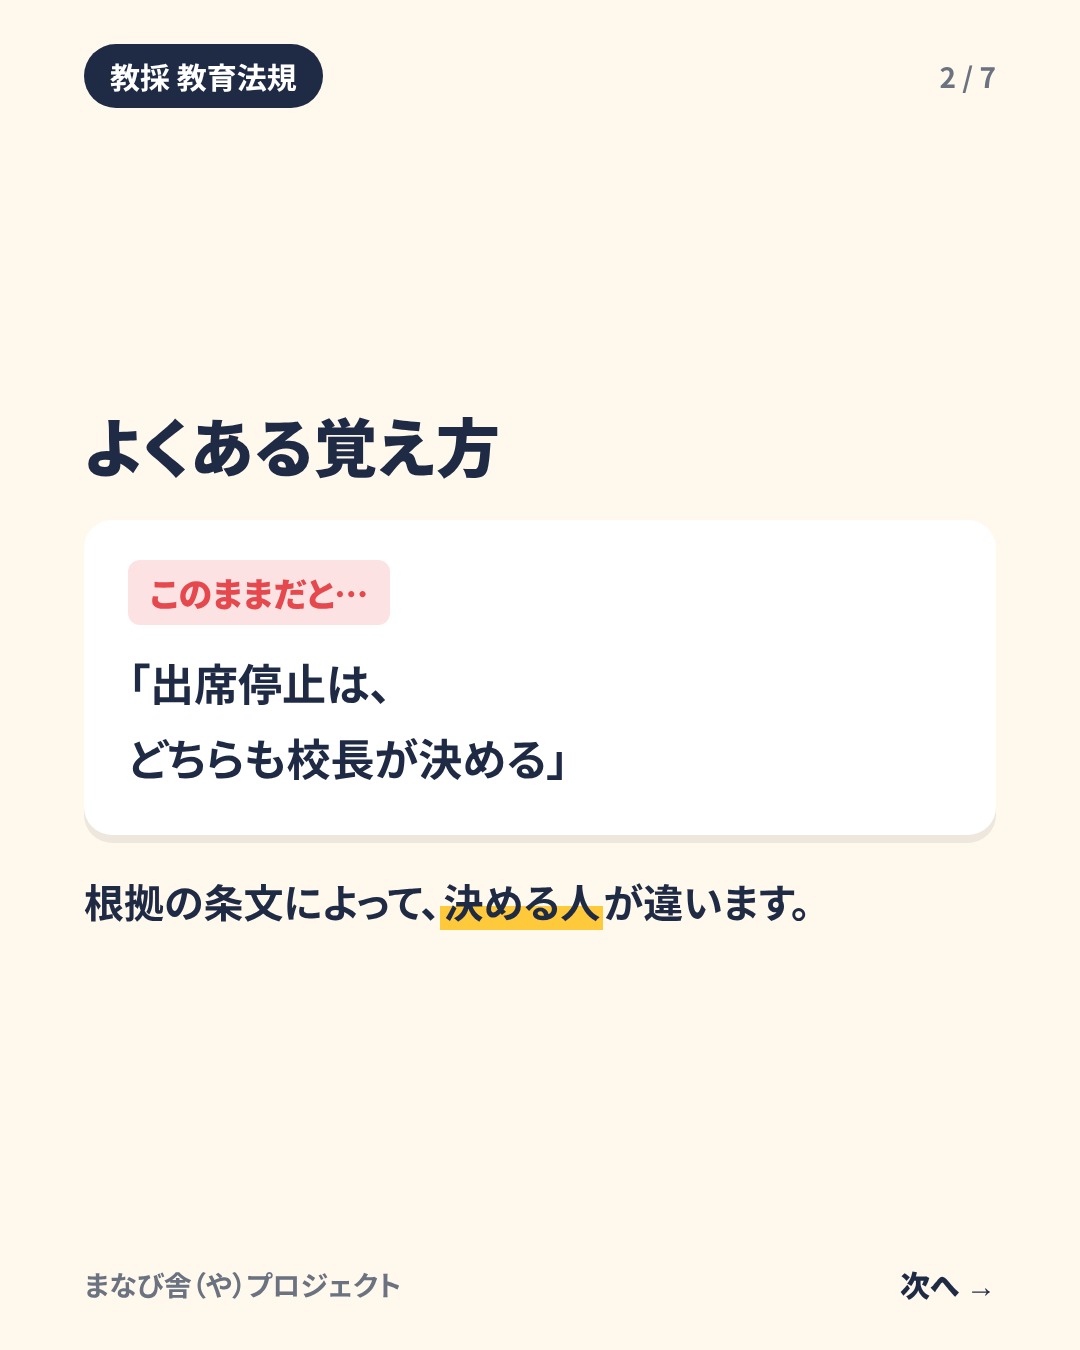 教採 教育法規
2 / 7
よくある覚え方
このままだと…
「出席停止は、
どちらも校長が決める」
根拠の条文によって、決める人が違います。
まなび舎（や）プロジェクト
次へ →